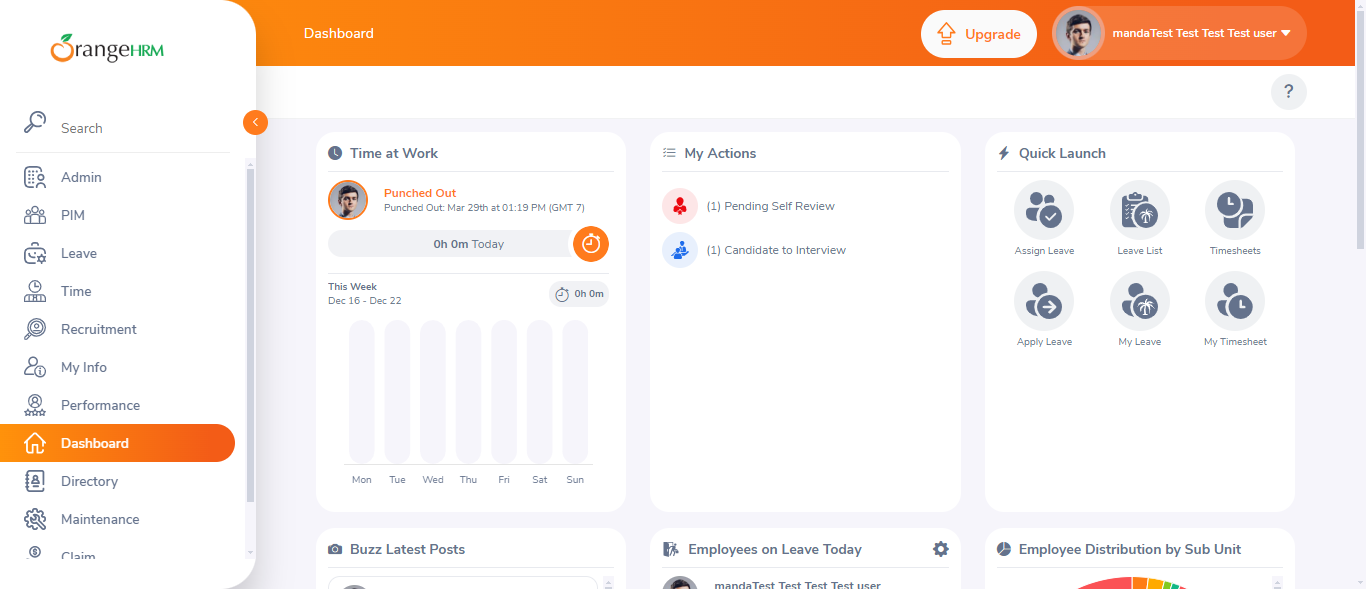 OrangeHRM
Search
Admin
PIM
Leave
Time
Recruitment
My Info
Performance
Dashboard
Directory
Maintenance
Claim
Dashboard
Upgrade
mandaTest Test Test Test user
?
Time at Work
Punched Out
Punched Out: Mar 29th at 01:19 PM (GMT 7)
0h 0m Today
This Week
Dec 16 - Dec 22
0h 0m
Mon Tue Wed Thu Fri Sat Sun
My Actions
(1) Pending Self Review
(1) Candidate to Interview
Quick Launch
Assign Leave Leave List Timesheets
Apply Leave My Leave My Timesheet
Buzz Latest Posts
Employees on Leave Today
mandaTest Test Test Test user
Employee Distribution by Sub Unit